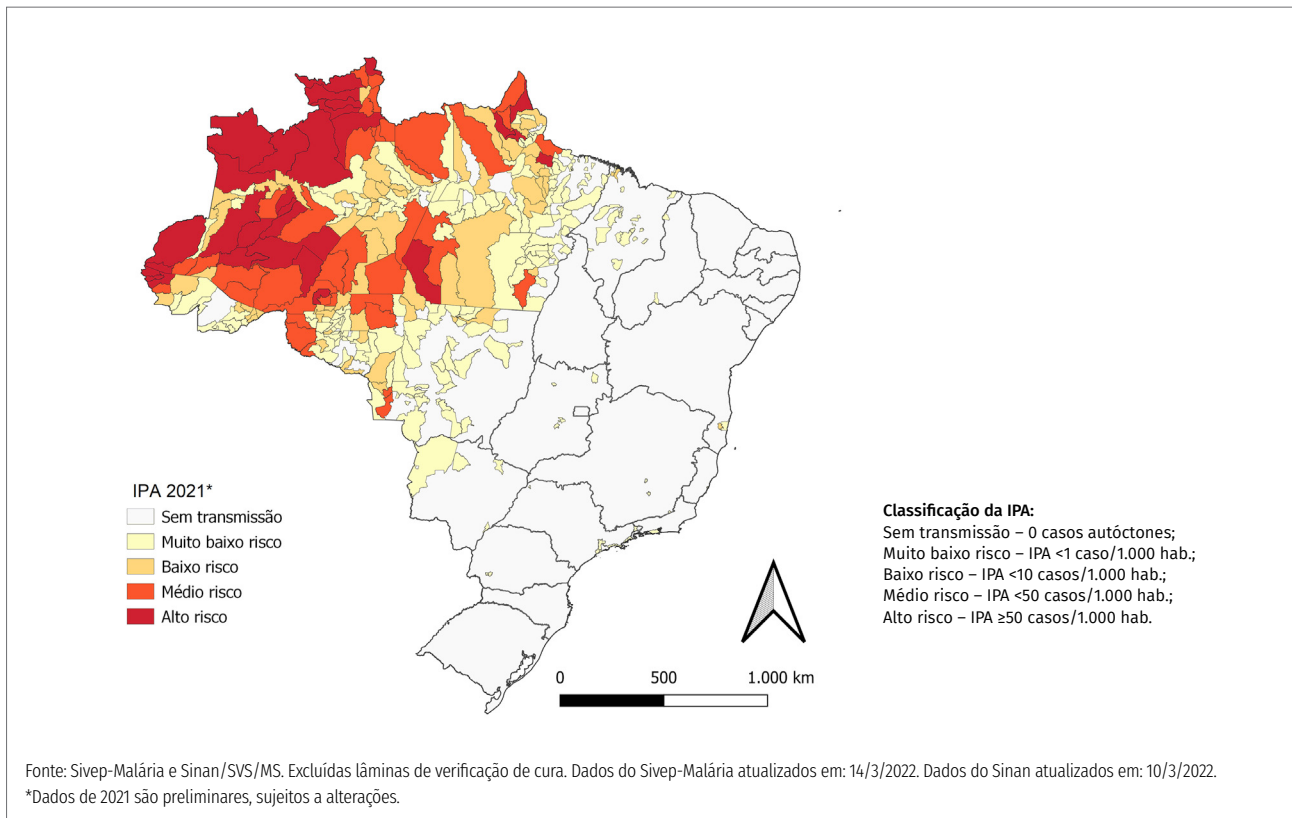 IPA 2021*
Sem transmissão
Muito baixo risco
Baixo risco
Médio risco
Alto risco
Classificação da IPA:
Sem transmissão – 0 casos autóctones;
Muito baixo risco – IPA <1 caso/1.000 hab.;
Baixo risco – IPA <10 casos/1.000 hab.;
Médio risco – IPA <50 casos/1.000 hab.;
Alto risco – IPA ≥50 casos/1.000 hab.
0 500 1.000 km
Fonte: Sivep-Malária e Sinan/SVS/MS. Excluídas lâminas de verificação de cura. Dados do Sivep-Malária atualizados em: 14/3/2022. Dados do Sinan atualizados em: 10/3/2022.
*Dados de 2021 são preliminares, sujeitos a alterações.